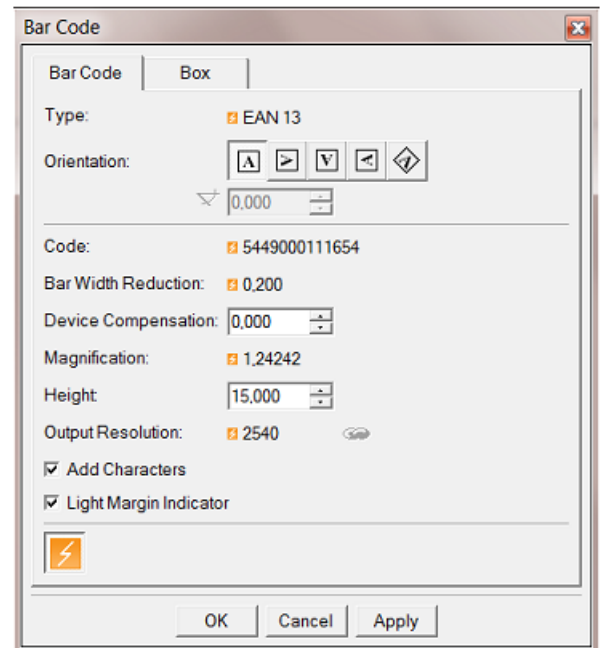 Bar Code
Bar Code Box
Type: EAN 13
Orientation: A A A A A
0,000
Code: 5449000111654
Bar Width Reduction: 0,200
Device Compensation: 0,000
Magnification: 1,24242
Height: 15,000
Output Resolution: 2540
Add Characters
Light Margin Indicator
OK Cancel Apply